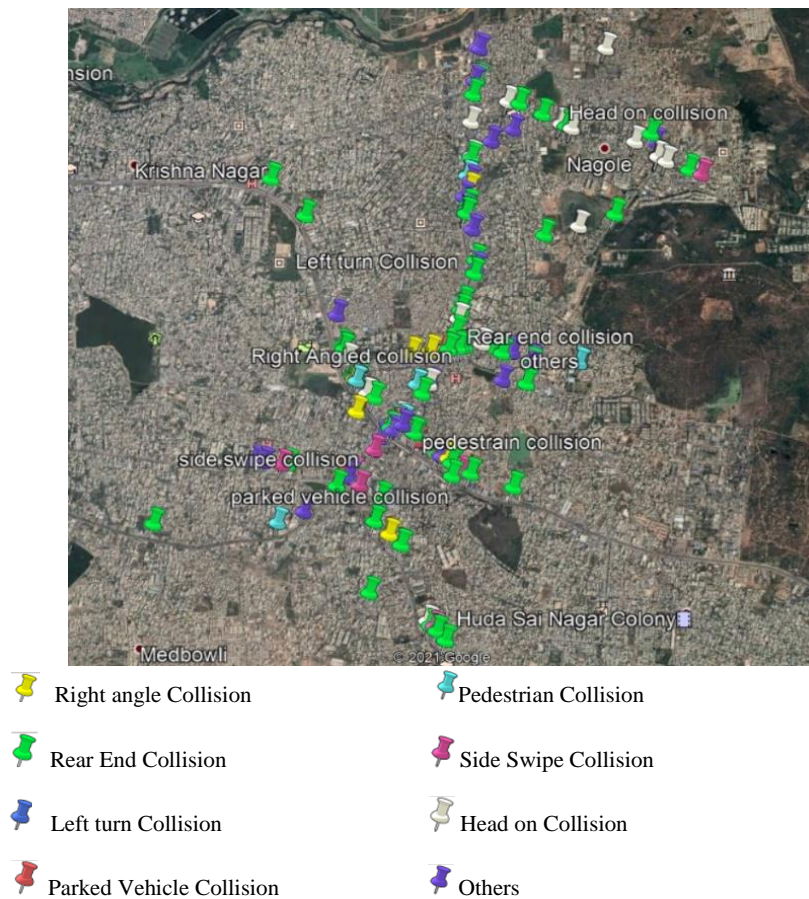 nsion
Head on collision
Krishna Nagar
H
Nagole
Left turn Collision
Rear end collision
Right Angled collision
others
H
pedestrain collision
side swipe collision
parked vehicle collision
Huda Sai Nagar Colony
Medbowli
© 2021 Google
Right angle Collision
Pedestrian Collision
Rear End Collision
Side Swipe Collision
Left turn Collision
Head on Collision
Parked Vehicle Collision
Others